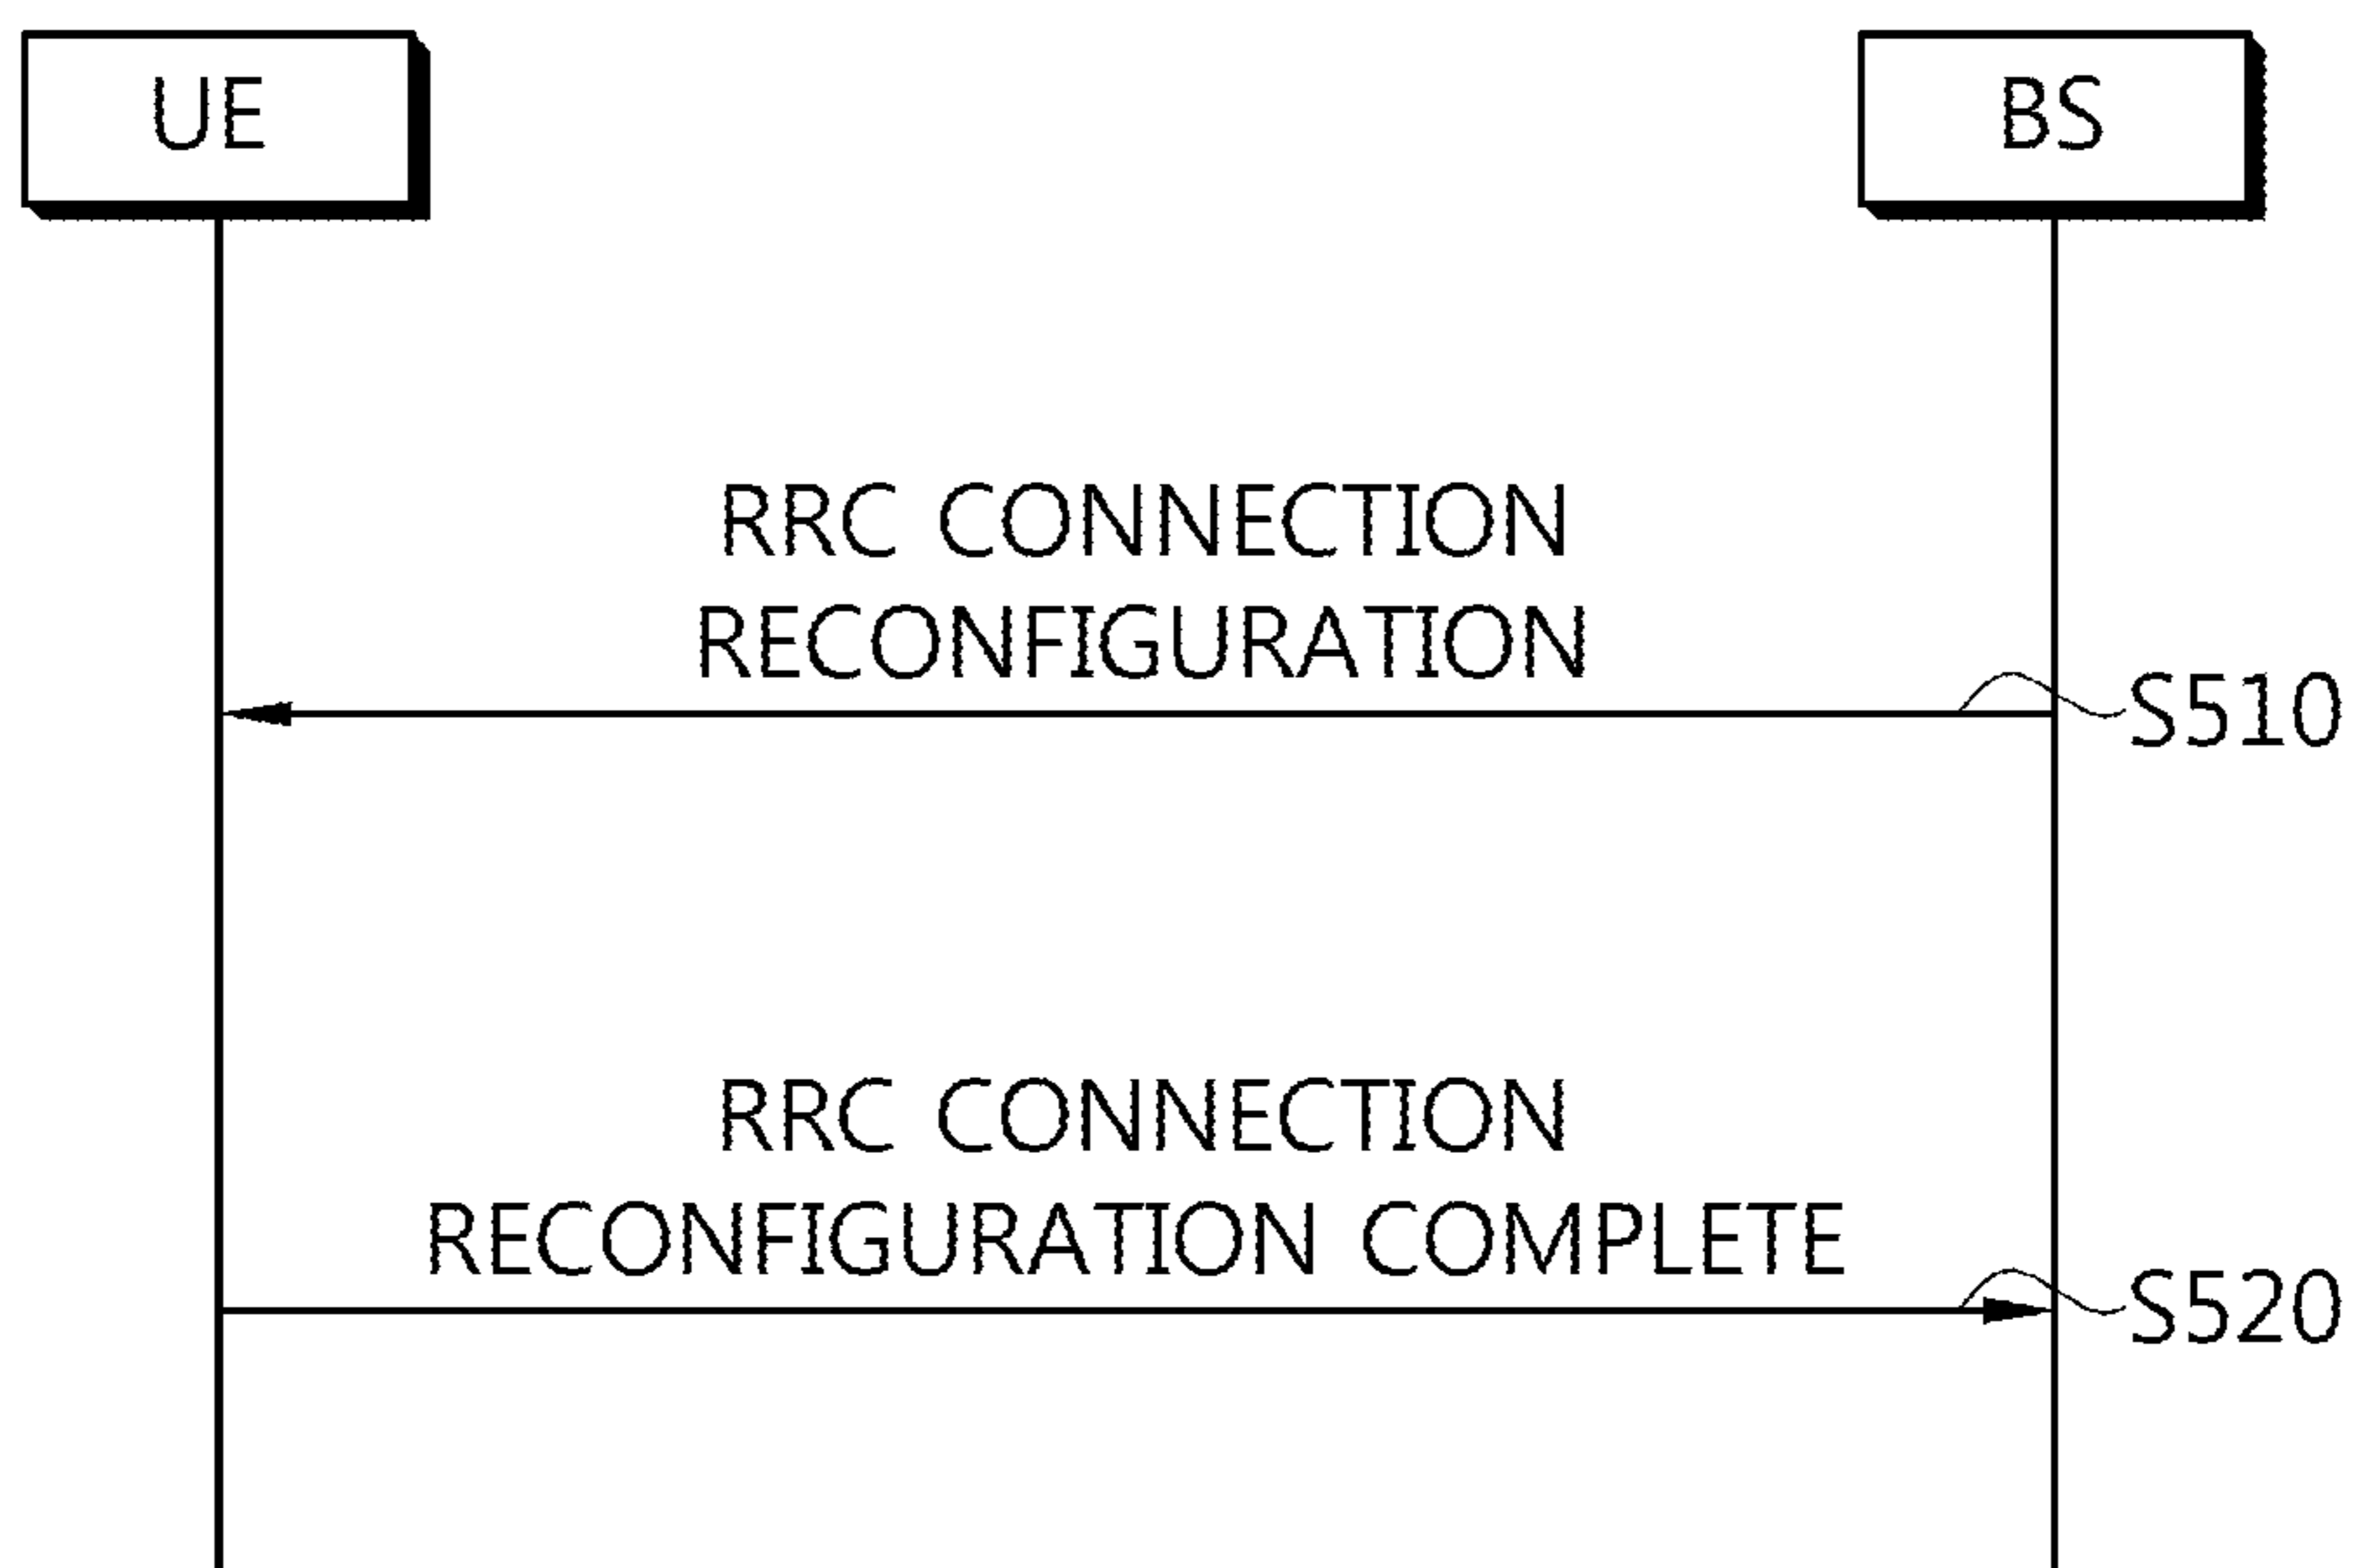 UE
BS
RRC CONNECTION
RECONFIGURATION
S510
RRC CONNECTION
RECONFIGURATION COMPLETE
S520